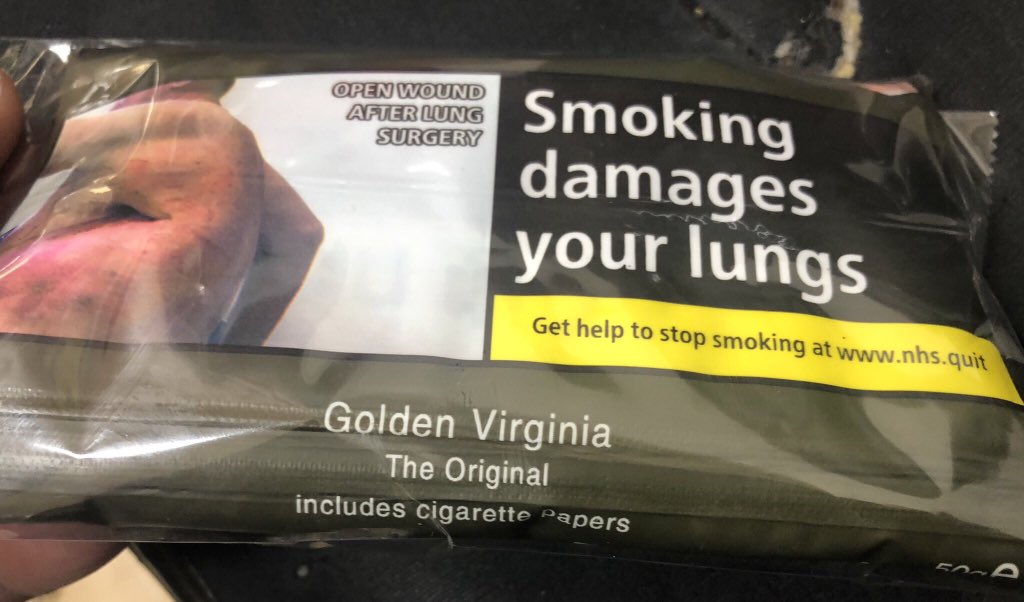 OPEN WOUND
AFTER LUNG
SURGERY
Smoking
damages
your lungs
Get help to stop smoking at www.nhs.quit
Golden Virginia
The Original
includes cigarette Papers
50g e